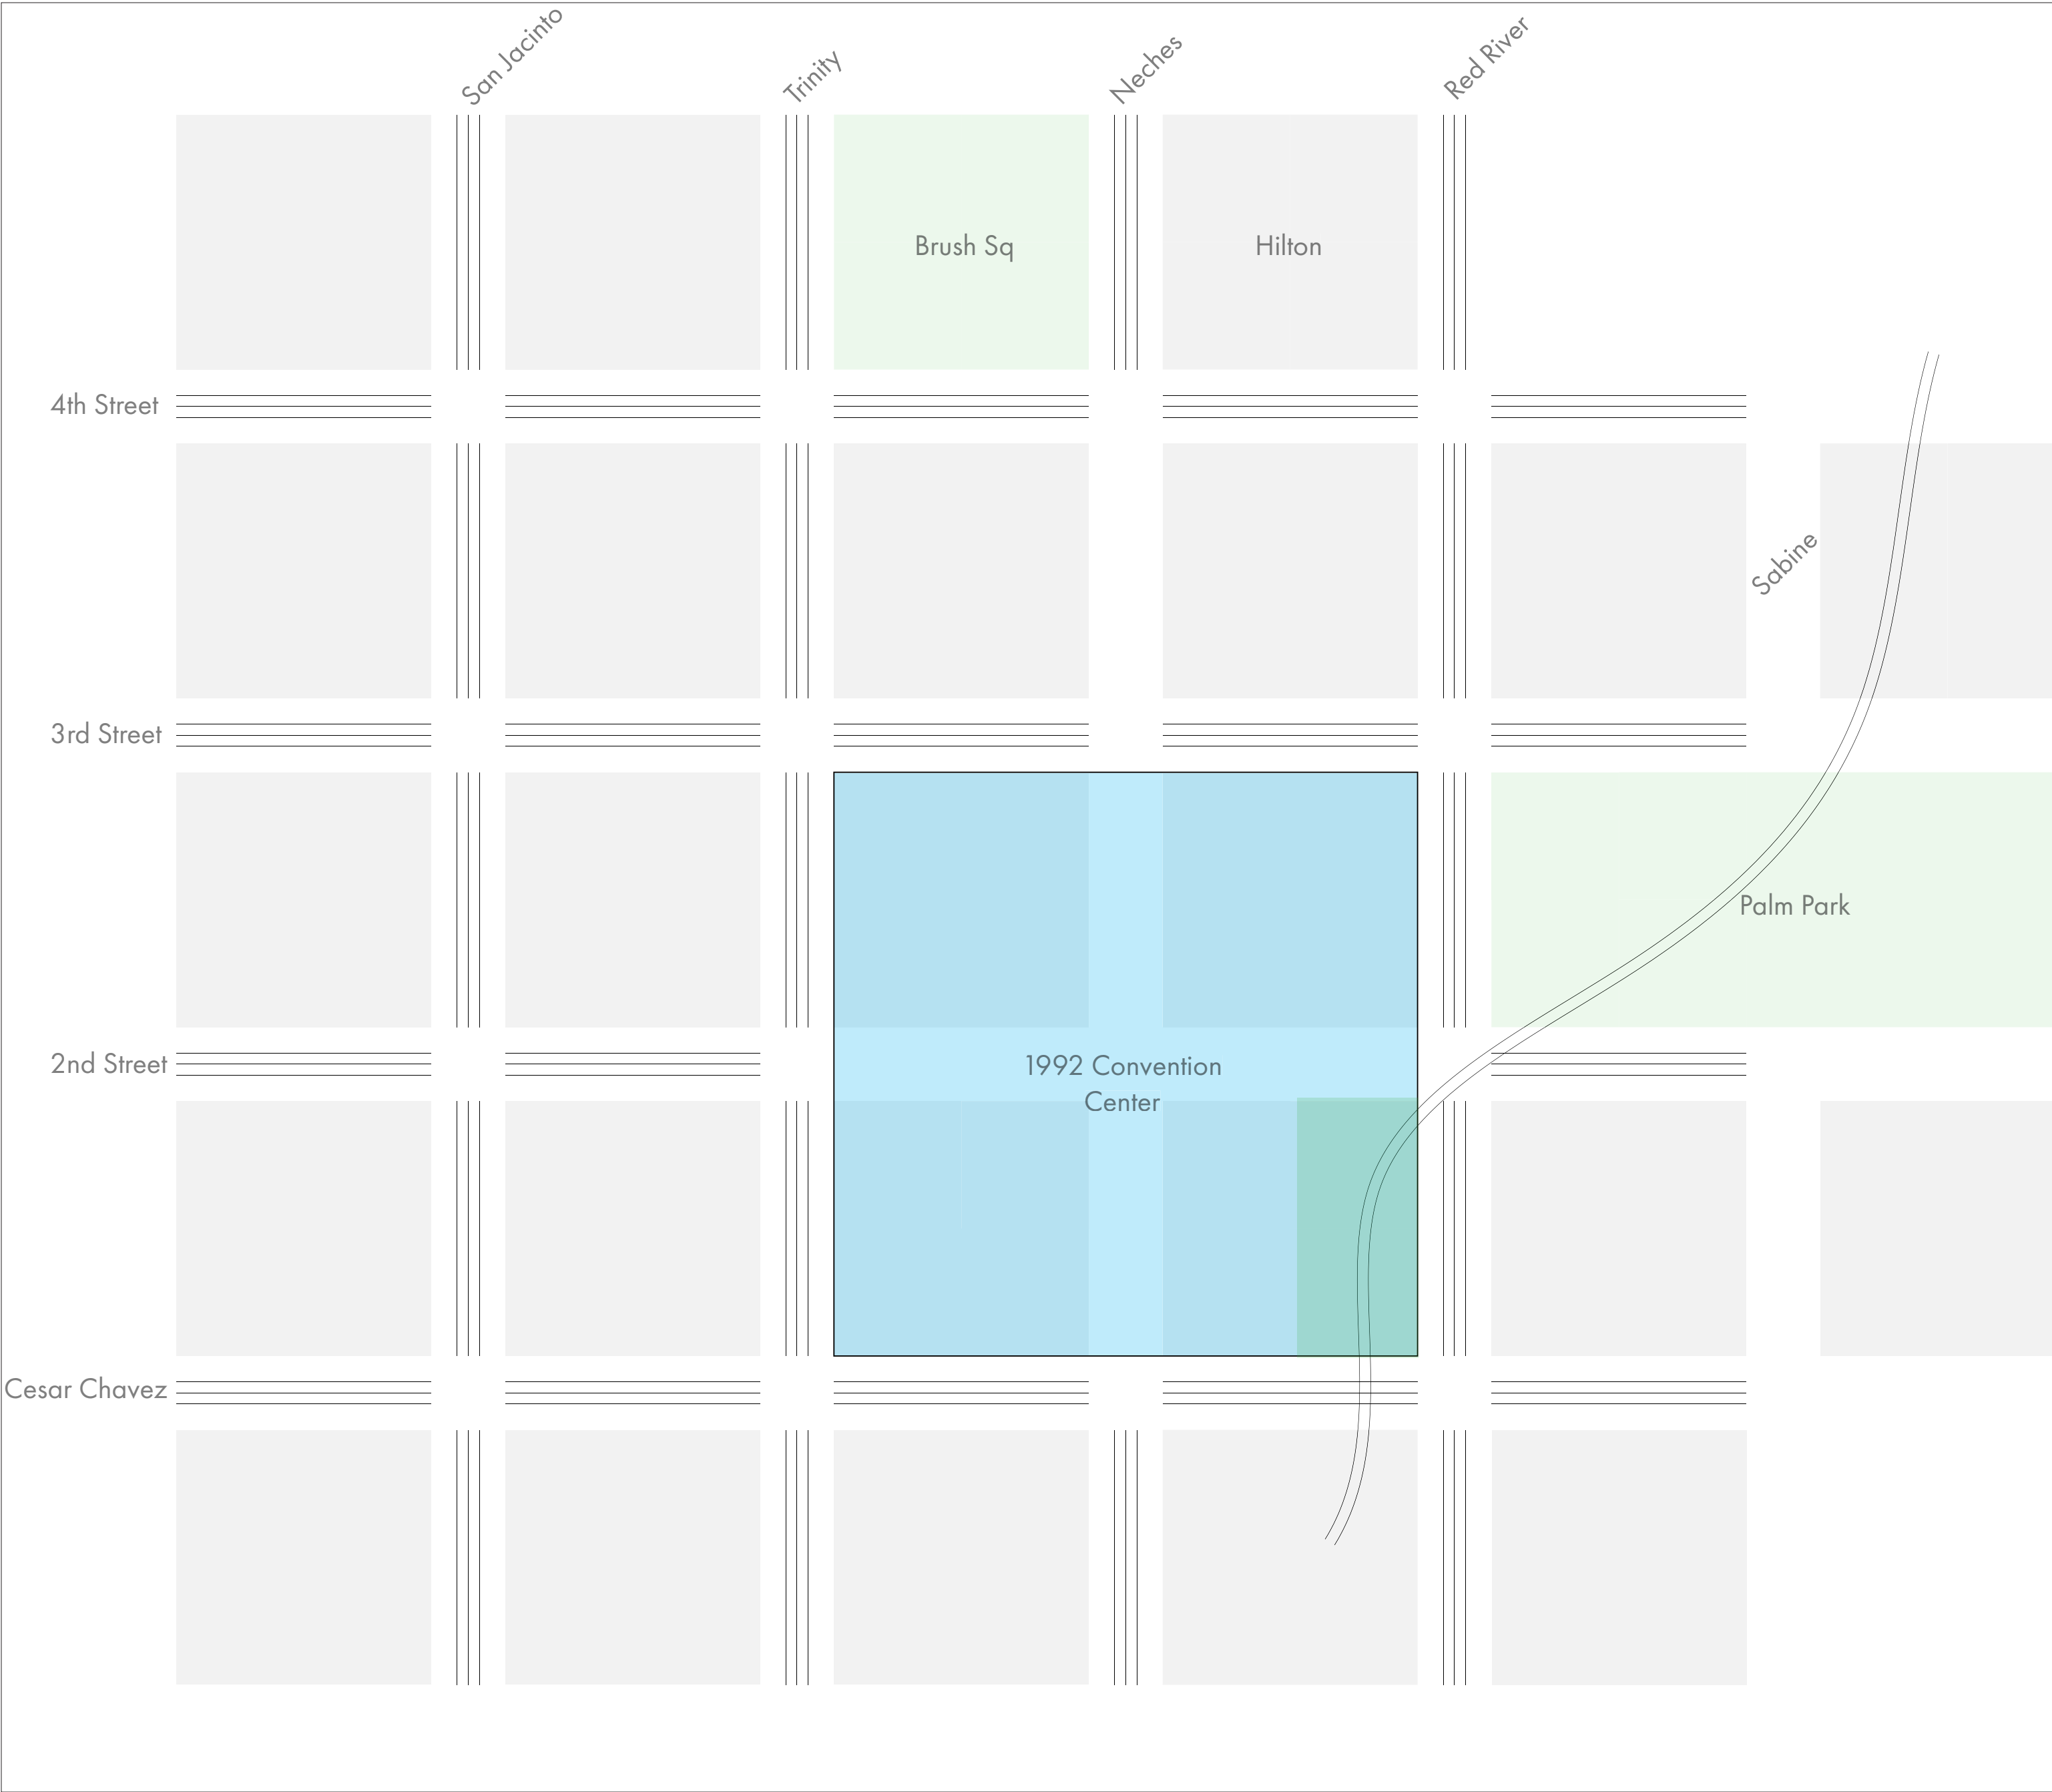 San Jacinto
Trinity
Neches
Red River
Brush Sq
Hilton
4th Street
Sabine
3rd Street
Palm Park
2nd Street
1992 Convention
Center
Cesar Chavez